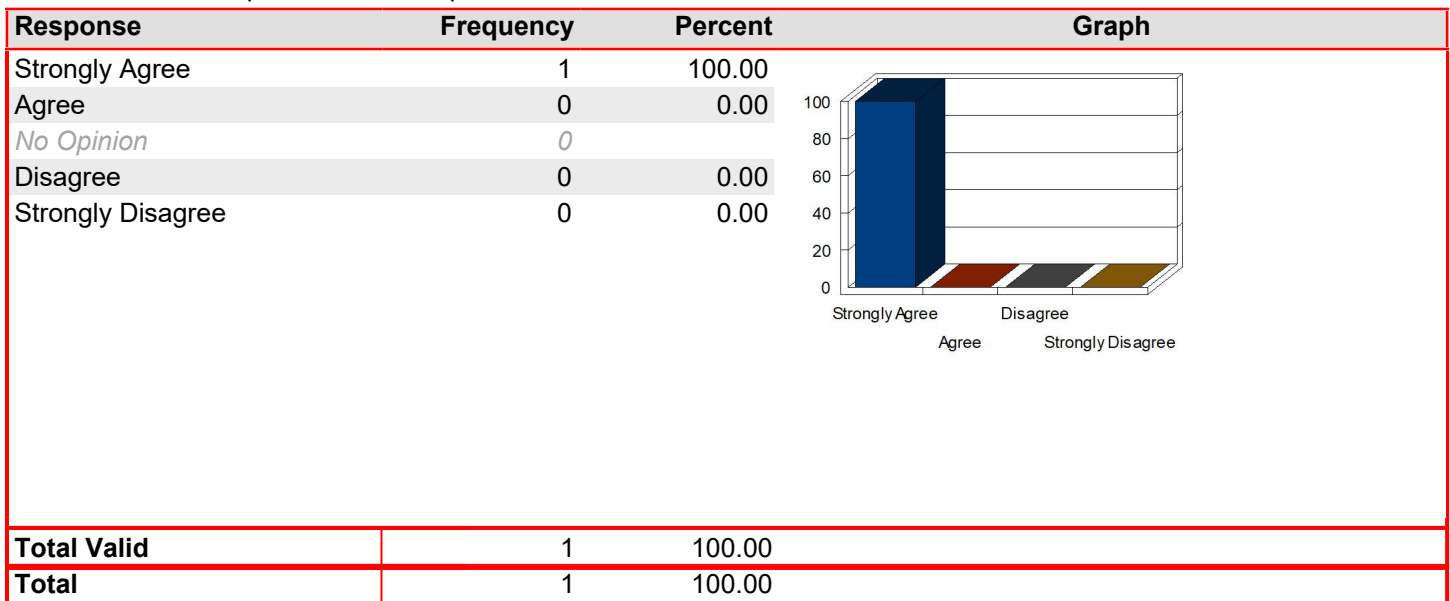 Response Frequency Percent Graph
Strongly Agree 1 100.00
Agree 0 0.00
No Opinion 0
Disagree 0 0.00
Strongly Disagree 0 0.00
100
80
60
40
20
0
Strongly Agree Disagree
Agree Strongly Disagree
Total Valid 1 100.00
Total 1 100.00